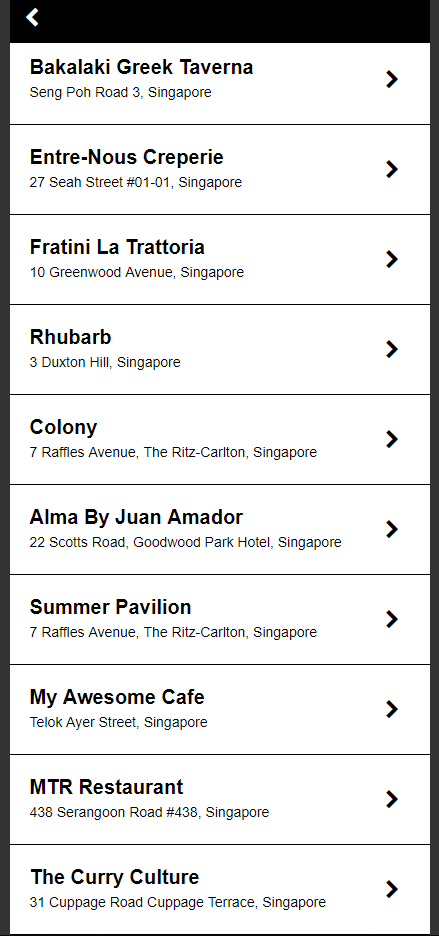 Bakalaki Greek Taverna
Seng Poh Road 3, Singapore
Entre-Nous Creperie
27 Seah Street #01-01, Singapore
Fratini La Trattoria
10 Greenwood Avenue, Singapore
Rhubarb
3 Duxton Hill, Singapore
Colony
7 Raffles Avenue, The Ritz-Carlton, Singapore
Alma By Juan Amador
22 Scotts Road, Goodwood Park Hotel, Singapore
Summer Pavilion
7 Raffles Avenue, The Ritz-Carlton, Singapore
My Awesome Cafe
Telok Ayer Street, Singapore
MTR Restaurant
438 Serangoon Road #438, Singapore
The Curry Culture
31 Cuppage Road Cuppage Terrace, Singapore